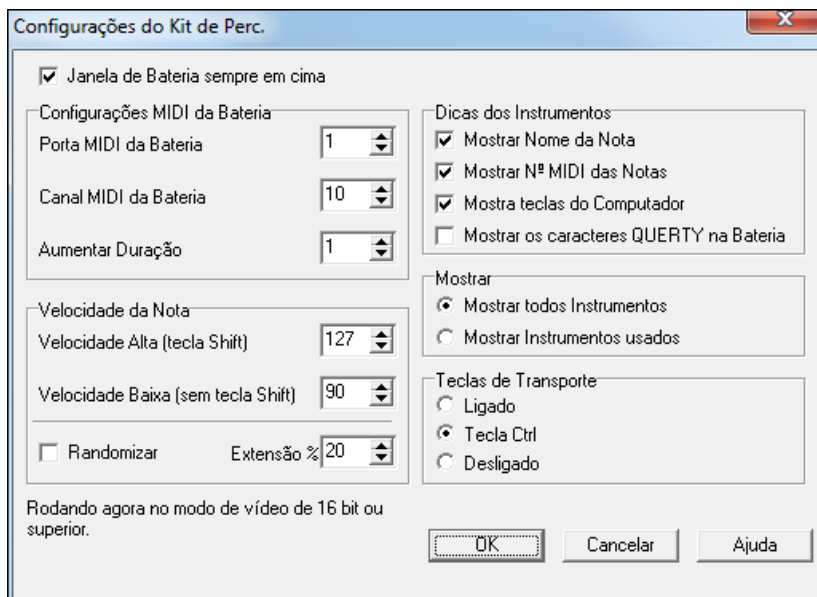 Configurações do Kit de Perc.
Janela de Bateria sempre em cima
Configurações MIDI da Bateria
Porta MIDI da Bateria 1
Canal MIDI da Bateria 10
Aumentar Duração 1
Velocidade da Nota
Velocidade Alta (tecla Shift) 127
Velocidade Baixa (sem tecla Shift) 90
Randomizar Extensão % 20
Rodando agora no modo de vídeo de 16 bit ou
superior.
Dicas dos Instrumentos
Mostrar Nome da Nota
Mostrar Nº MIDI das Notas
Mostra teclas do Computador
Mostrar os caracteres QUERTY na Bateria
Mostrar
Mostrar todos Instrumentos
Mostrar Instrumentos usados
Teclas de Transporte
Ligado
Tecla Ctrl
Desligado
OK Cancelar Ajuda